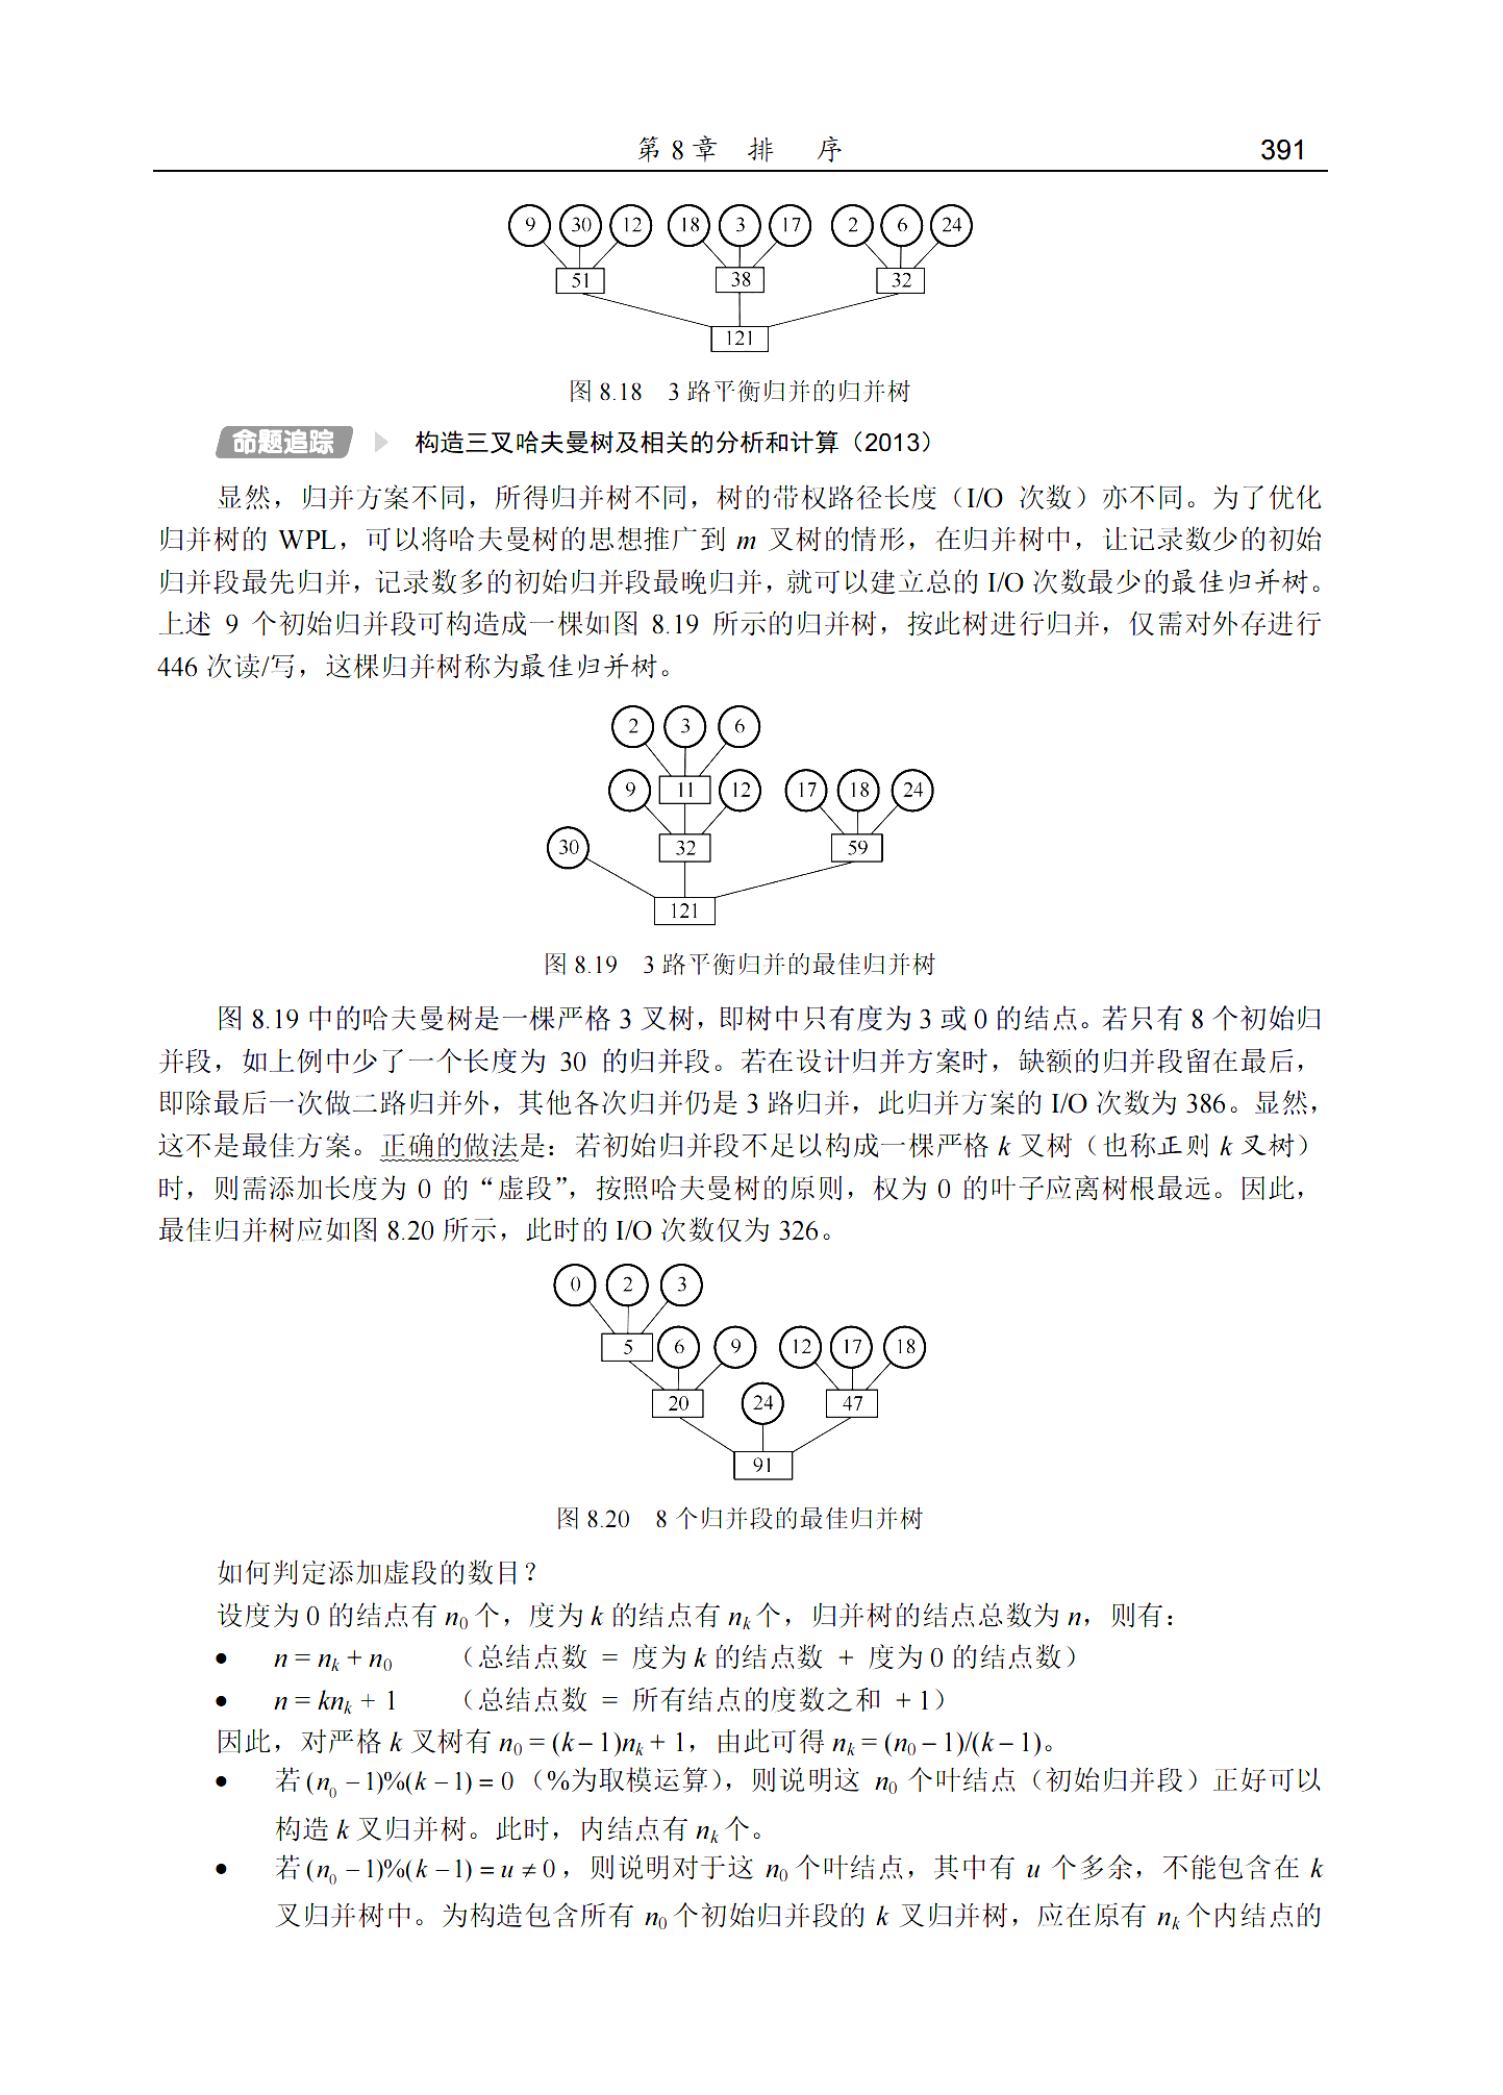 第 8 章 排 序 391
9 30 12 18 3 17 2 6 24
51 38 32
121
图 8.18 3 路平衡归并的归并树
命题追踪 构造三叉哈夫曼树及相关的分析和计算（2013）
显然，归并方案不同，所得归并树不同，树的带权路径长度（I/O 次数）亦不同。为了优化
归并树的 WPL，可以将哈夫曼树的思想推广到 m 叉树的情形，在归并树中，让记录数少的初始
归并段最先归并，记录数多的初始归并段最晚归并，就可以建立总的 I/O 次数最少的最佳归并树。
上述 9 个初始归并段可构造成一棵如图 8.19 所示的归并树，按此树进行归并，仅需对外存进行
446 次读/写，这棵归并树称为最佳归并树。
2 3 6
9 11 12 17 18 24
30 32 59
121
图 8.19 3 路平衡归并的最佳归并树
图 8.19 中的哈夫曼树是一棵严格 3 叉树，即树中只有度为 3 或 0 的结点。若只有 8 个初始归
并段，如上例中少了一个长度为 30 的归并段。若在设计归并方案时，缺额的归并段留在最后，
即除最后一次做二路归并外，其他各次归并仍是 3 路归并，此归并方案的 I/O 次数为 386。显然，
这不是最佳方案。正确的做法是：若初始归并段不足以构成一棵严格 k 叉树（也称正则 k 叉树）
时，则需添加长度为 0 的“虚段”，按照哈夫曼树的原则，权为 0 的叶子应离树根最远。因此，
最佳归并树应如图 8.20 所示，此时的 I/O 次数仅为 326。
0 2 3
5 6 9 12 17 18
20 24 47
91
图 8.20 8 个归并段的最佳归并树
如何判定添加虚段的数目？
设度为 0 的结点有 n₀ 个，度为 k 的结点有 nₖ 个，归并树的结点总数为 n，则有：
● n = nₖ + n₀ （总结点数 = 度为 k 的结点数 + 度为 0 的结点数）
● n = knₖ + 1 （总结点数 = 所有结点的度数之和 + 1）
因此，对严格 k 叉树有 n₀ = (k – 1)nₖ + 1，由此可得 nₖ = (n₀ – 1)/(k – 1)。
● 若 (n₀ – 1)%(k – 1) = 0（%为取模运算），则说明这 n₀ 个叶结点（初始归并段）正好可以
构造 k 叉归并树。此时，内结点有 nₖ 个。
● 若 (n₀ – 1)%(k – 1) = u ≠ 0，则说明对于这 n₀ 个叶结点，其中有 u 个多余，不能包含在 k
叉归并树中。为构造包含所有 n₀ 个初始归并段的 k 叉归并树，应在原有 nₖ 个内结点的